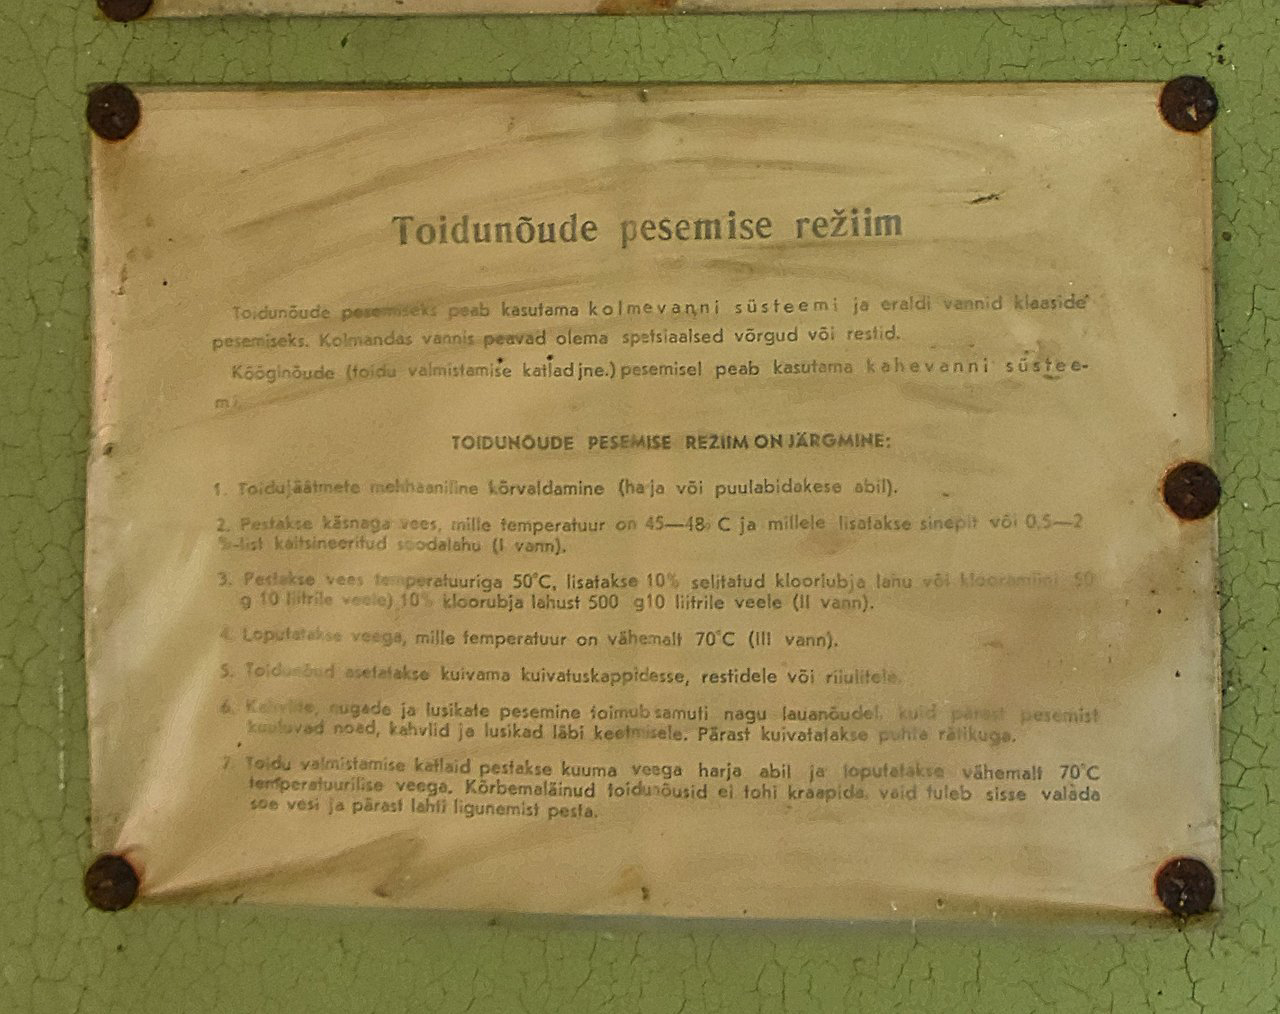 Toidunõude pesemise režiim
Toidunõude pesemiseks peab kasutama kolmevanni süsteemi ja eraldi vannid klaaside
pesemiseks. Kolmandas vannis peavad olema spetsiaalsed võrgud või restid.
Kööginõude (toidu valmistamise katlad jne.) pesemisel peab kasutama kahevanni süstee-
mi.
TOIDUNÕUDE PESEMISE REŽIIM ON JÄRGMINE:
1. Toidujäätmete mehhaaniline kõrvaldamine (harja või puulabidakese abil).
2. Pestakse käsnaga vees, mille temperatuur on 45—48° C ja millele lisatakse sinepit või 0,5—2
%-list kaltsineeritud soodalahu (I vann).
3. Pestakse vees temperatuuriga 50°C, lisatakse 10% selitatud kloorlubja lahu või klooramiini 50
g 10 liitrile veele) 10% kloorubja lahust 500 g10 liitrile veele (II vann).
4. Loputatakse veega, mille temperatuur on vähemalt 70°C (III vann).
5. Toidunõud asetatakse kuivama kuivatuskappidesse, restidele või riiulitele.
6. Kahvlite, nugade ja lusikate pesemine toimub samuti nagu lauanõudel, kuid pärast pesemist
kuuluvad noad, kahvlid ja lusikad läbi keetmisele. Pärast kuivatatakse puhta rätikuga.
7. Toidu valmistamise katlaid pestakse kuuma veega harja abil ja loputatakse vähemalt 70°C
temperatuurilise veega. Kõrbemaläinud toidunõusid ei tohi kraapida, vaid tuleb sisse valada
soe vesi ja pärast lahti ligunemist pesta.